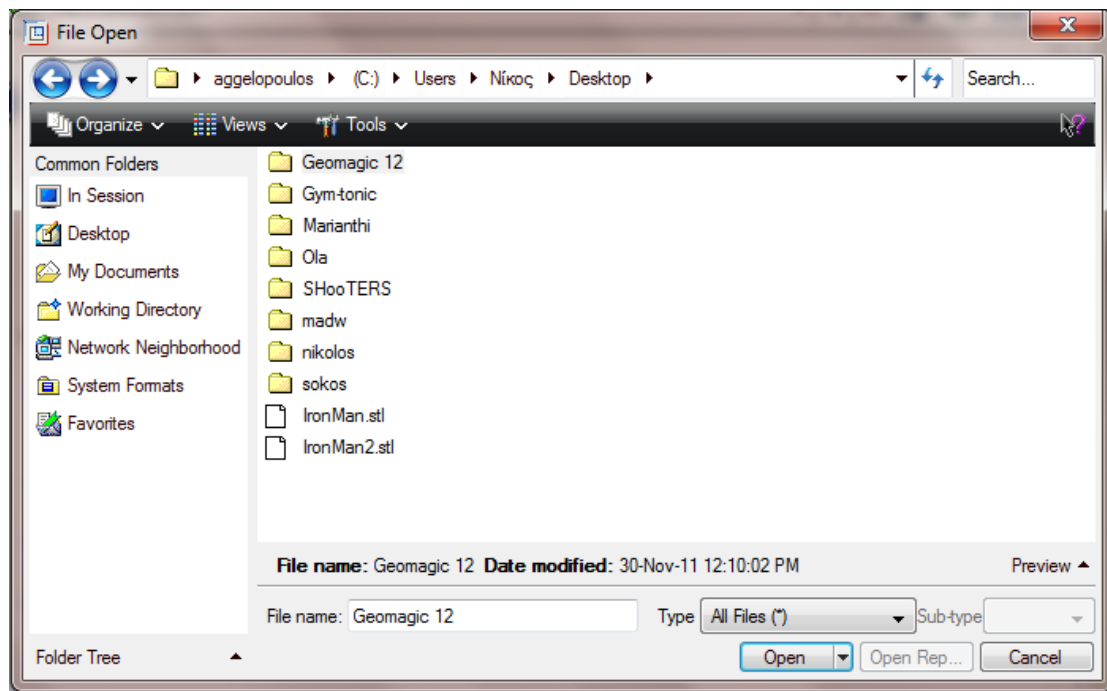 File Open
aggelopoulos (C:) Users Νίκος Desktop Search...
Organize Views Tools
Common Folders
In Session
Desktop
My Documents
Working Directory
Network Neighborhood
System Formats
Favorites
Geomagic 12
Gym-tonic
Marianthi
Ola
SHooTERS
madw
nikolos
sokos
IronMan.stl
IronMan2.stl
File name: Geomagic 12 Date modified: 30-Nov-11 12:10:02 PM Preview
File name: Geomagic 12 Type All Files (*) Sub-type
Folder Tree Open Open Rep... Cancel